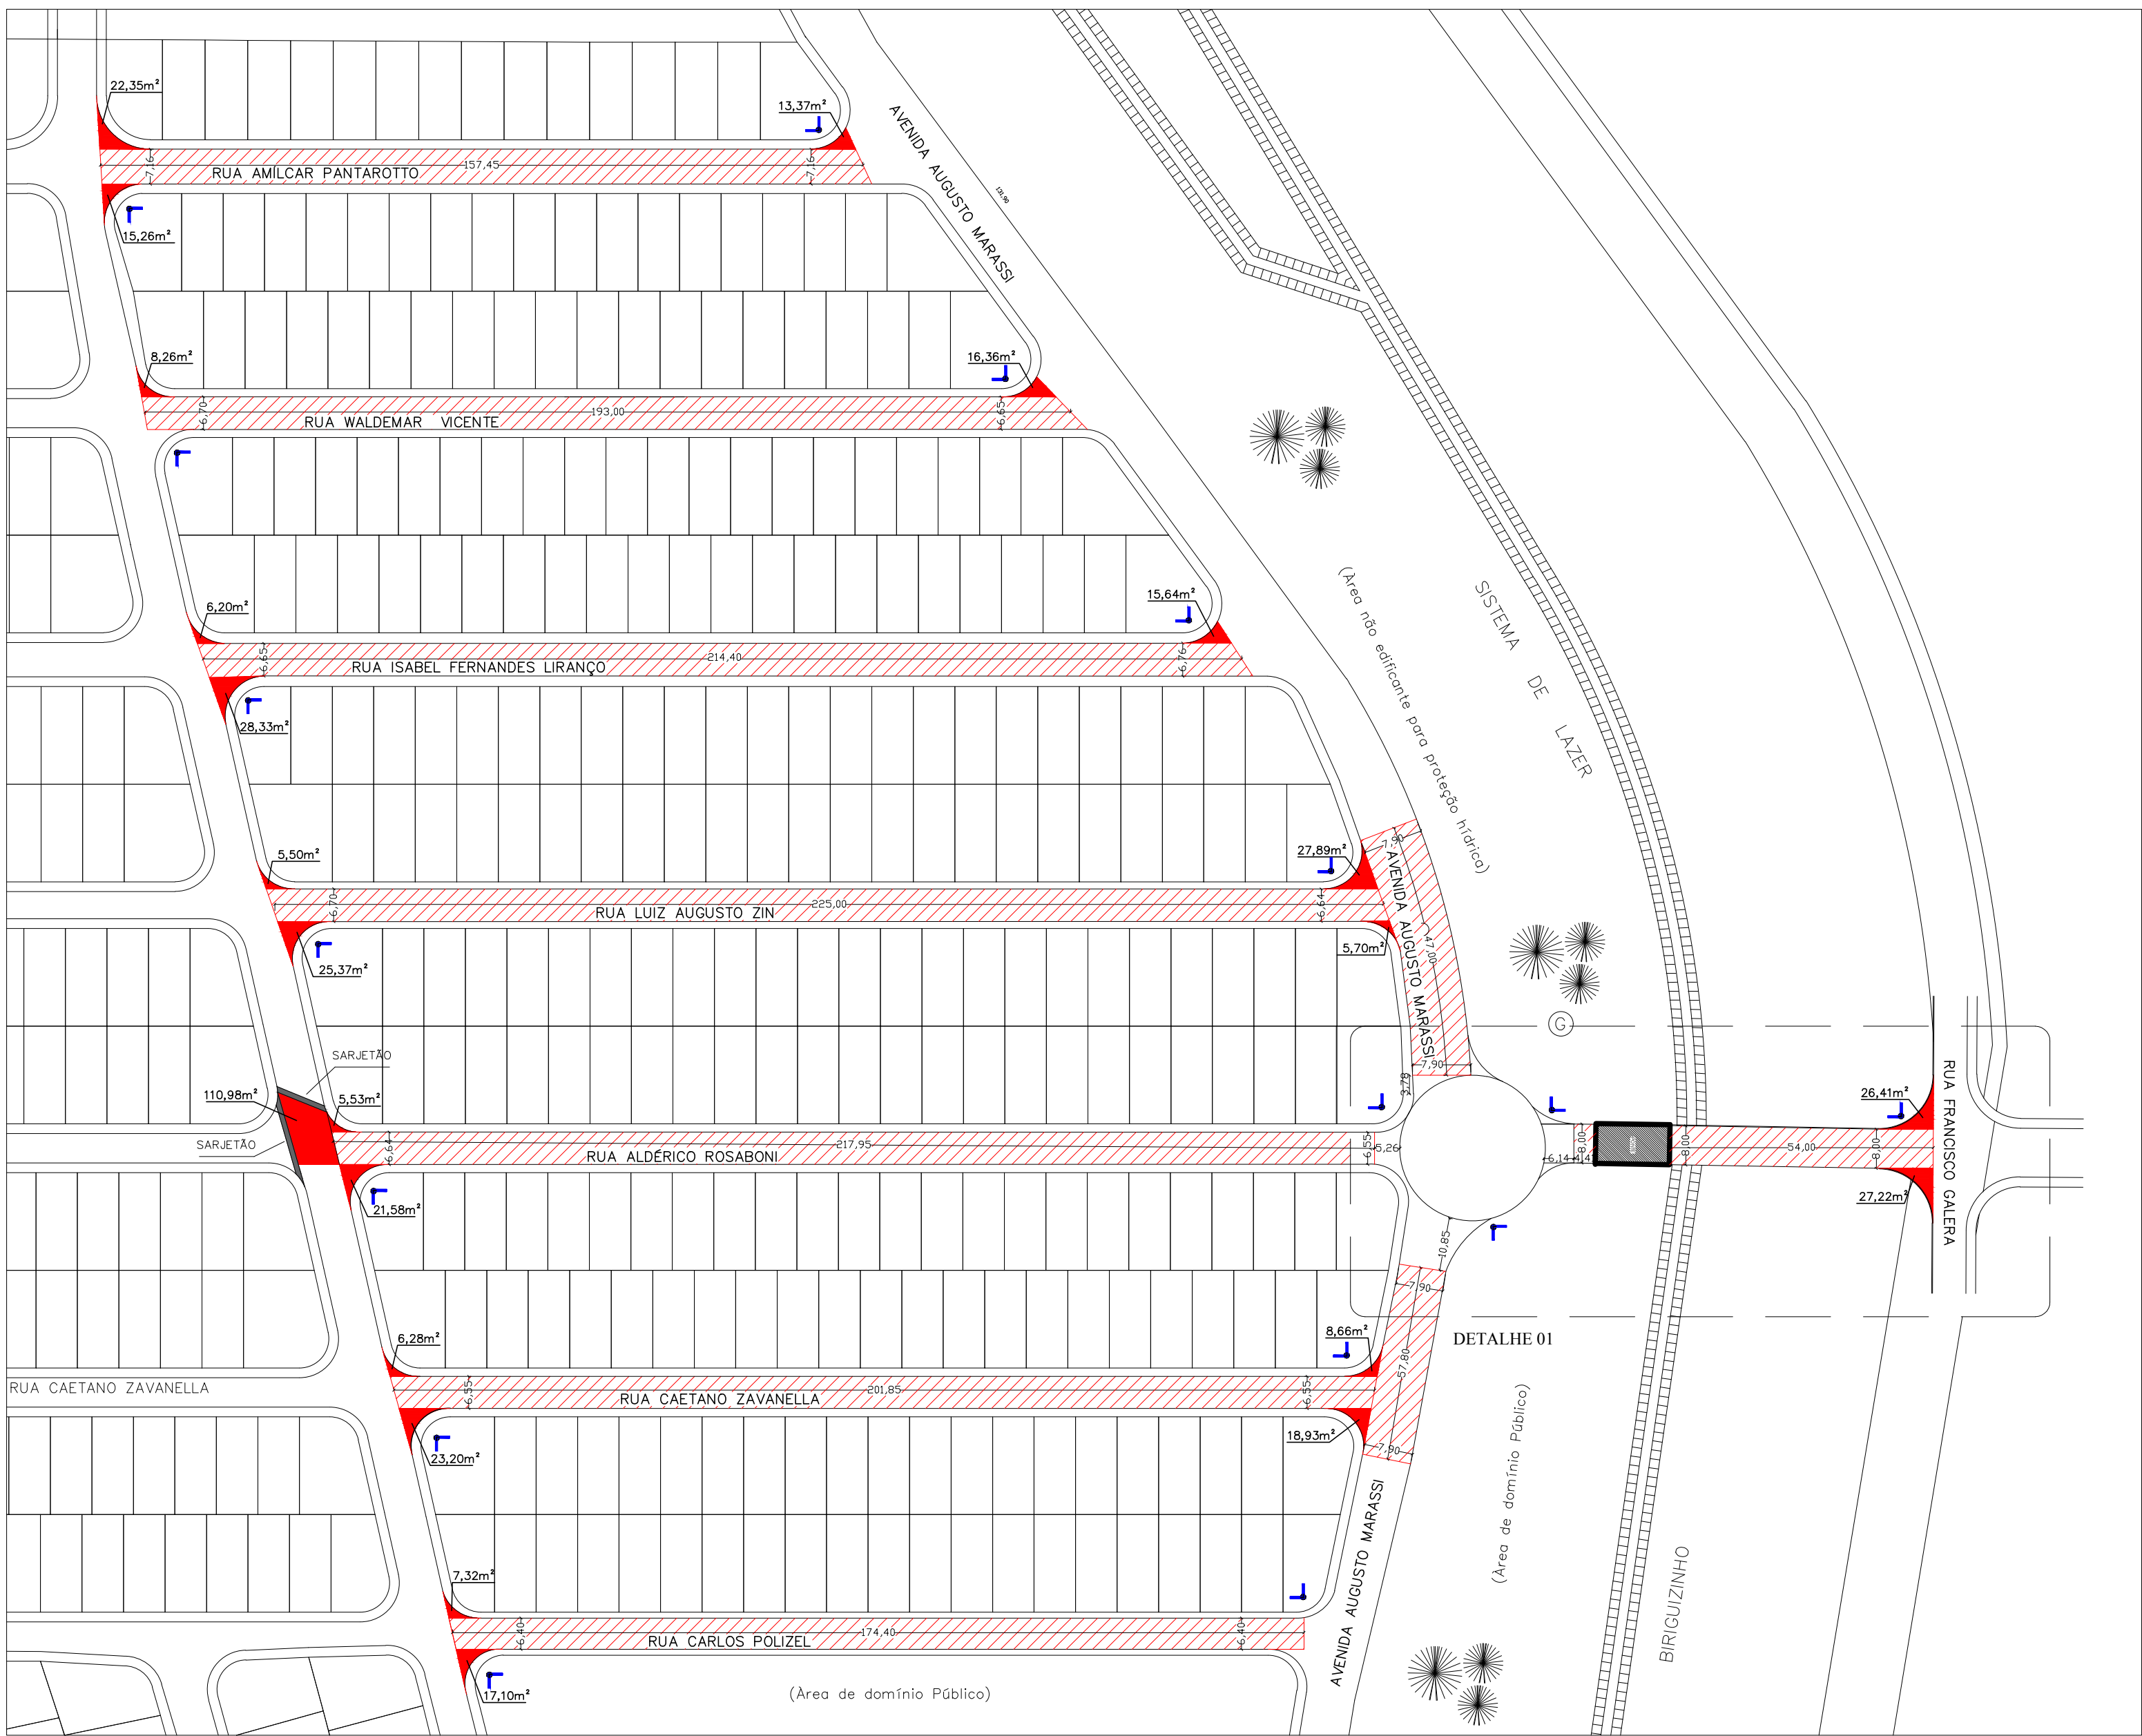 22,35m²
13,37m²
7,16
157,45
7,16
RUA AMÍLCAR PANTAROTTO
AVENIDA AUGUSTO MARASSI
131,90
15,26m²
8,26m²
16,36m²
6,70
193,00
6,65
RUA WALDEMAR VICENTE
6,20m²
15,64m²
6,65
214,40
6,76
RUA ISABEL FERNANDES LIRANÇO
28,33m²
(Àrea não edificante para proteção hídrica)
SISTEMA DE LAZER
5,50m²
27,89m²
7,90
6,70
225,00
6,64
RUA LUIZ AUGUSTO ZIN
AVENIDA AUGUSTO MARASSI
47,00
25,37m²
5,70m²
G
SARJETÃO
110,98m²
5,53m²
7,90
3,78
26,41m²
RUA FRANCISCO GALERA
SARJETÃO
6,64
217,95
6,55
5,26
RUA ALDÉRICO ROSABONI
6,14
8,00
8,00
54,00
8,00
21,58m²
27,22m²
10,85
7,90
6,28m²
8,66m²
57,80
DETALHE 01
RUA CAETANO ZAVANELLA
6,55
201,85
6,55
RUA CAETANO ZAVANELLA
23,20m²
18,93m²
7,90
(Àrea de domínio Público)
AVENIDA AUGUSTO MARASSI
BIRIGUIZINHO
7,32m²
6,40
174,40
6,40
RUA CARLOS POLIZEL
17,10m²
(Àrea de domínio Público)